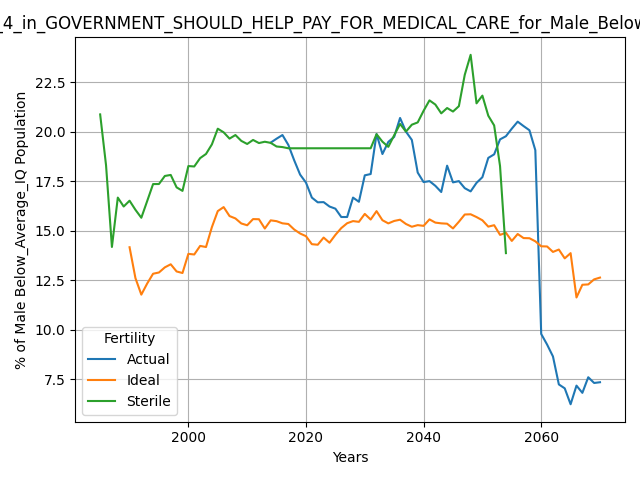 _4_in_GOVERNMENT_SHOULD_HELP_PAY_FOR_MEDICAL_CARE_for_Male_Below
% of Male Below_Average_IQ Population
22.5
20.0
17.5
15.0
12.5
10.0
7.5
Fertility
Actual
Ideal
Sterile
2000
2020
2040
2060
Years